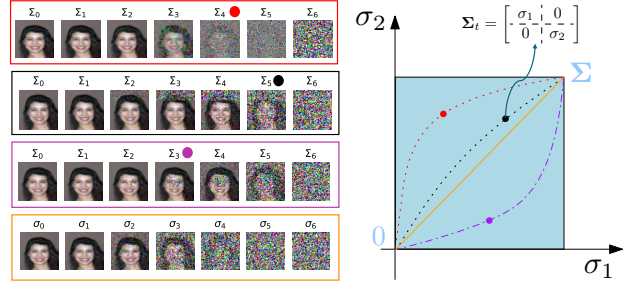 Σ₀ Σ₁ Σ₂ Σ₃ Σ₄ Σ₅ Σ₆
Σ₀ Σ₁ Σ₂ Σ₃ Σ₄ Σ₅ Σ₆
Σ₀ Σ₁ Σ₂ Σ₃ Σ₄ Σ₅ Σ₆
σ₀ σ₁ σ₂ σ₃ σ₄ σ₅ σ₆
σ₂
Σₜ = [σ₁ 0
0 σ₂]
Σ
0
σ₁